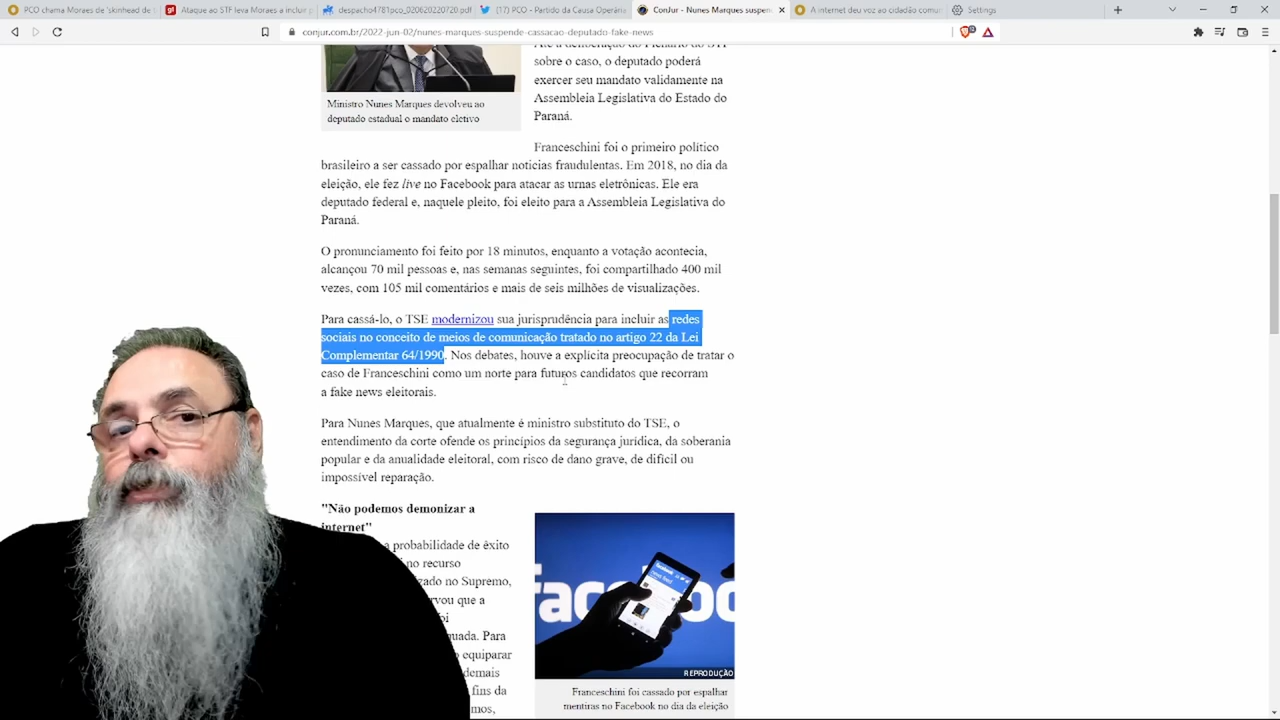 PCO chama Moraes de 'skinhead de t
Ataque ao STF leva Moraes a incluir p
despacho4781pco_020620220720.pdf
(17) PCO - Partido da Causa Operária
ConJur - Nunes Marques suspend
A internet deu voz ao cidadão comum
Settings
conjur.com.br/2022-jun-02/nunes-marques-suspende-cassacao-deputado-fake-news
Até a deliberação do Plenário do STF
sobre o caso, o deputado poderá
exercer seu mandato validamente na
Assembleia Legislativa do Estado do
Paraná.
Ministro Nunes Marques devolveu ao
deputado estadual o mandato eletivo
Franceschini foi o primeiro político
brasileiro a ser cassado por espalhar notícias fraudulentas. Em 2018, no dia da
eleição, ele fez live no Facebook para atacar as urnas eletrônicas. Ele era
deputado federal e, naquele pleito, foi eleito para a Assembleia Legislativa do
Paraná.
O pronunciamento foi feito por 18 minutos, enquanto a votação acontecia,
alcançou 70 mil pessoas e, nas semanas seguintes, foi compartilhado 400 mil
vezes, com 105 mil comentários e mais de seis milhões de visualizações.
Para cassá-lo, o TSE modernizou sua jurisprudência para incluir as redes
sociais no conceito de meios de comunicação tratado no artigo 22 da Lei
Complementar 64/1990. Nos debates, houve a explícita preocupação de tratar o
caso de Franceschini como um norte para futuros candidatos que recorram
a fake news eleitorais.
Para Nunes Marques, que atualmente é ministro substituto do TSE, o
entendimento da corte ofende os princípios da segurança jurídica, da soberania
popular e da anualidade eleitoral, com risco de dano grave, de difícil ou
impossível reparação.
"Não podemos demonizar a
internet"
a probabilidade de êxito
no recurso
zado no Supremo,
rvou que a
oi
uada. Para
equiparar
demais
fins da
mos,
facebook
REPRODUÇÃO
Franceschini foi cassado por espalhar
mentiras no Facebook no dia da eleição